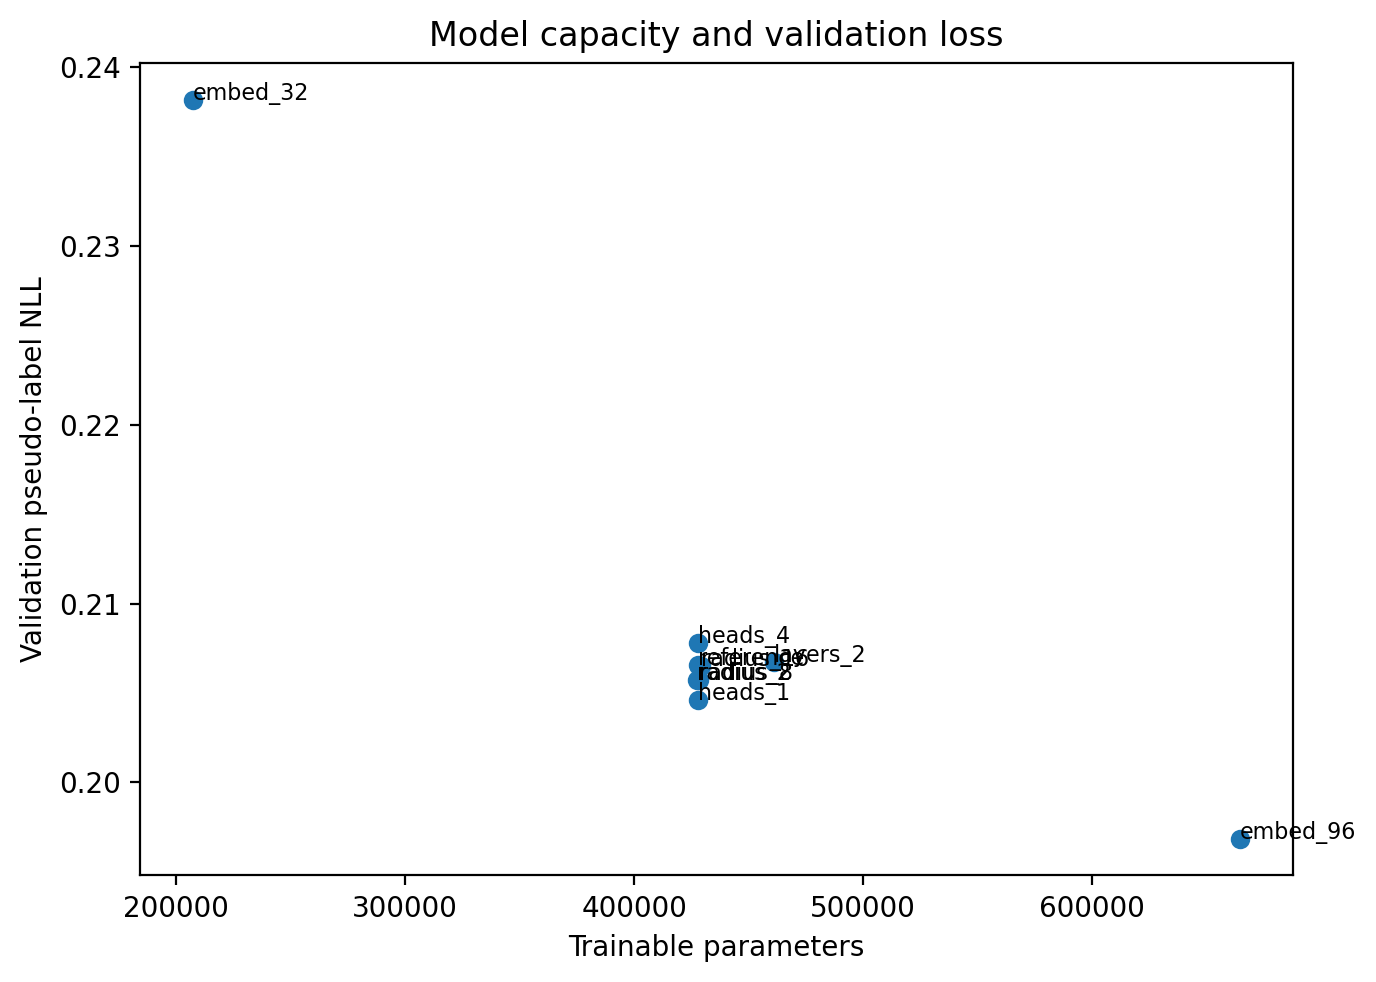 Model capacity and validation loss
Validation pseudo-label NLL
0.24
0.23
0.22
0.21
0.20
embed_32
heads_4
layers_2
heads_1
embed_96
200000
300000
400000
500000
600000
Trainable parameters